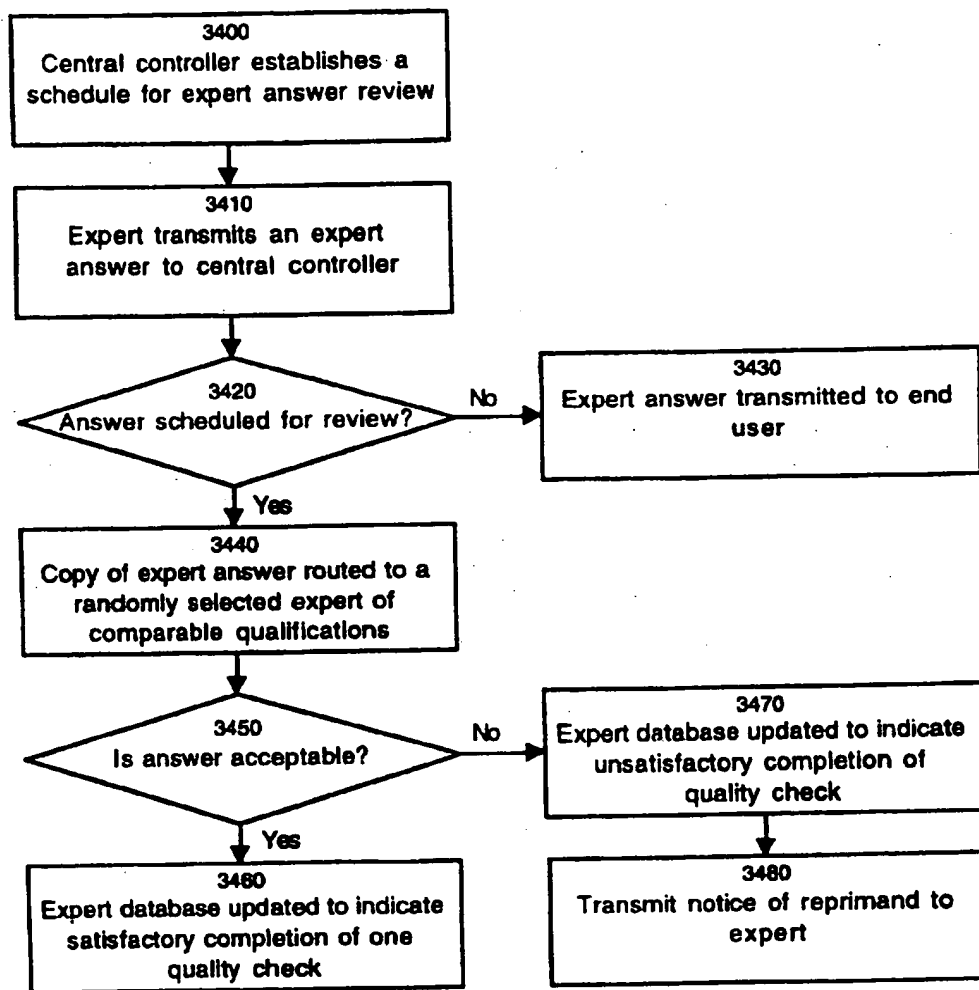 3400
Central controller establishes a
schedule for expert answer review
3410
Expert transmits an expert
answer to central controller
3420
Answer scheduled for review?
No
3430
Expert answer transmitted to end
user
Yes
3440
Copy of expert answer routed to a
randomly selected expert of
comparable qualifications
3450
Is answer acceptable?
No
3470
Expert database updated to indicate
unsatisfactory completion of
quality check
Yes
3460
Expert database updated to indicate
satisfactory completion of one
quality check
3480
Transmit notice of reprimand to
expert